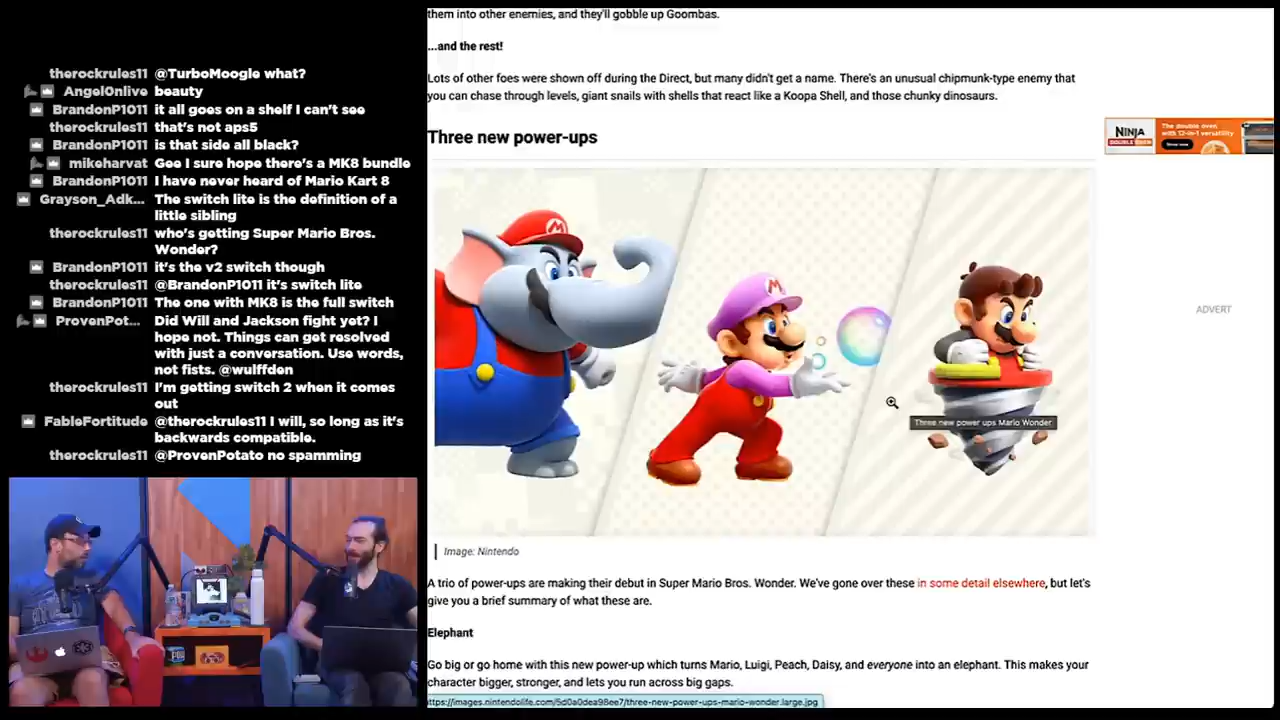 therockrules11 @TurboMoogle what?
AngelOnlive beauty
BrandonP1011 it all goes on a shelf I can't see
therockrules11 that's not aps5
BrandonP1011 is that side all black?
nikeharvat Gee I sure hope there's a MK8 bundle
BrandonP1011 I have never heard of Mario Kart 8
Grayson_Adk... The switch lite is the definition of a
little sibling
therockrules11 who's getting Super Mario Bros.
Wonder?
BrandonP1011 it's the v2 switch though
therockrules11 @BrandonP1011 it's switch lite
BrandonP1011 The one with MK8 is the full switch
ProvenPot... Did Will and Jackson fight yet? I
hope not. Things can get resolved
with just a conversation. Use words,
not fists. @wulffden
therockrules11 I'm getting switch 2 when it comes
out
FableFortitude @therockrules11 I will, so long as it's
backwards compatible.
therockrules11 @ProvenPotato no spamming
them into other enemies, and they'll gobble up Goombas.
...and the rest!
Lots of other foes were shown off during the Direct, but many didn't get a name. There's an unusual chipmunk-type enemy that
you can chase through levels, giant snails with shells that react like a Koopa Shell, and those chunky dinosaurs.
Three new power-ups
NINJA
The double oven
with 12-in-1 versatility
ADVERT
M
M
Three new power ups Mario Wonder
Image: Nintendo
A trio of power-ups are making their debut in Super Mario Bros. Wonder. We've gone over these in some detail elsewhere, but let's
give you a brief summary of what these are.
Elephant
Go big or go home with this new power-up which turns Mario, Luigi, Peach, Daisy, and everyone into an elephant. This makes your
character bigger, stronger, and lets you run across big gaps.
ttps://images.nintendolife.com/5d0a0dea98ee7/three-new-power-ups-mario-wonder.large.jpg